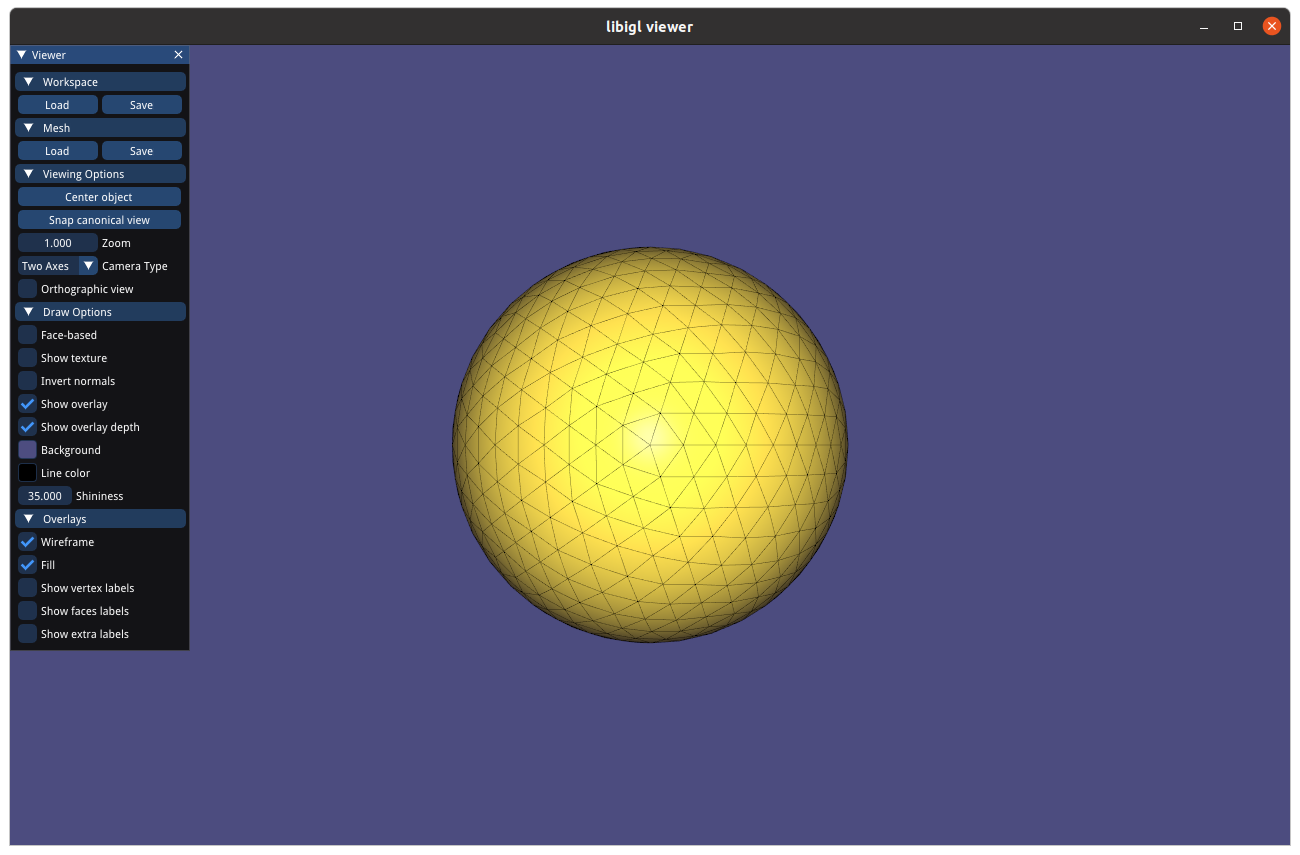 libigl viewer
Viewer
Workspace
Load Save
Mesh
Load Save
Viewing Options
Center object
Snap canonical view
1.000 Zoom
Two Axes Camera Type
Orthographic view
Draw Options
Face-based
Show texture
Invert normals
Show overlay
Show overlay depth
Background
Line color
35.000 Shininess
Overlays
Wireframe
Fill
Show vertex labels
Show faces labels
Show extra labels